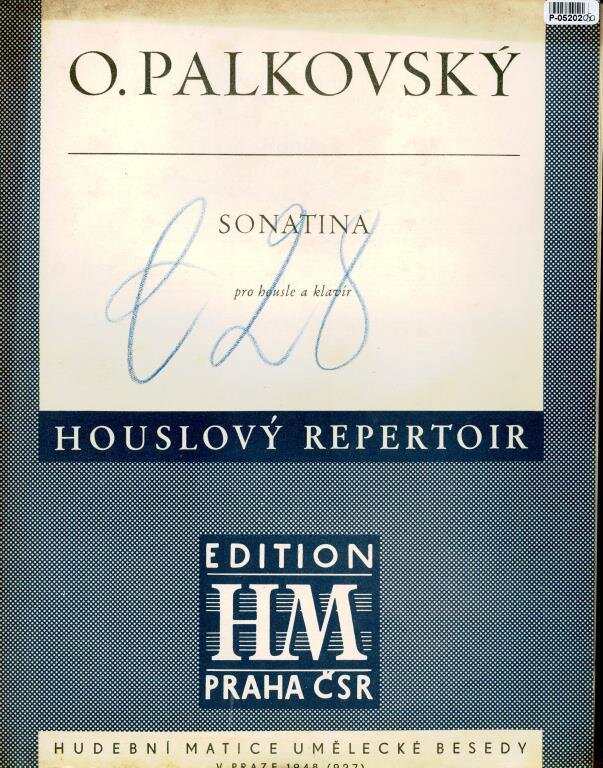 P-05202
O. PALKOVSKÝ
SONATINA
pro housle a klavír
28
HOUSLOVÝ REPERTOIR
EDITION
HM
PRAHA ČSR
HUDEBNÍ MATICE UMĚLECKÉ BESEDY
V PRAZE 1948 (927)